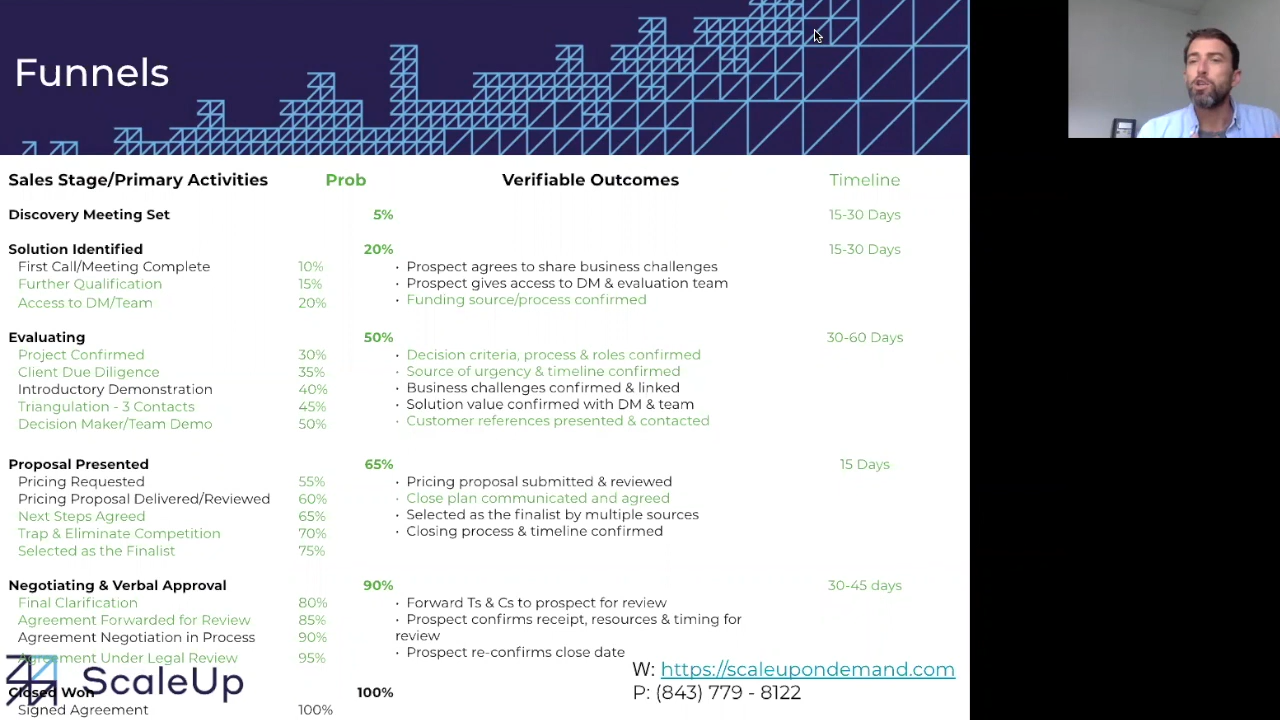 Funnels
Sales Stage/Primary Activities Prob Verifiable Outcomes Timeline
Discovery Meeting Set 5% 15-30 Days
Solution Identified 20% 15-30 Days
First Call/Meeting Complete 10% • Prospect agrees to share business challenges
Further Qualification 15% • Prospect gives access to DM & evaluation team
Access to DM/Team 20% • Funding source/process confirmed
Evaluating 50% 30-60 Days
Project Confirmed 30% • Decision criteria, process & roles confirmed
Client Due Diligence 35% • Source of urgency & timeline confirmed
Introductory Demonstration 40% • Business challenges confirmed & linked
Triangulation - 3 Contacts 45% • Solution value confirmed with DM & team
Decision Maker/Team Demo 50% • Customer references presented & contacted
Proposal Presented 65% 15 Days
Pricing Requested 55% • Pricing proposal submitted & reviewed
Pricing Proposal Delivered/Reviewed 60% • Close plan communicated and agreed
Next Steps Agreed 65% • Selected as the finalist by multiple sources
Trap & Eliminate Competition 70% • Closing process & timeline confirmed
Selected as the Finalist 75%
Negotiating & Verbal Approval 90% 30-45 days
Final Clarification 80% • Forward Ts & Cs to prospect for review
Agreement Forwarded for Review 85% • Prospect confirms receipt, resources & timing for
Agreement Negotiation in Process 90% review
Agreement Under Legal Review 95% • Prospect re-confirms close date
W: https://scaleupondemand.com
ScaleUp
Closed Won 100% P: (843) 779 - 8122
Signed Agreement 100%